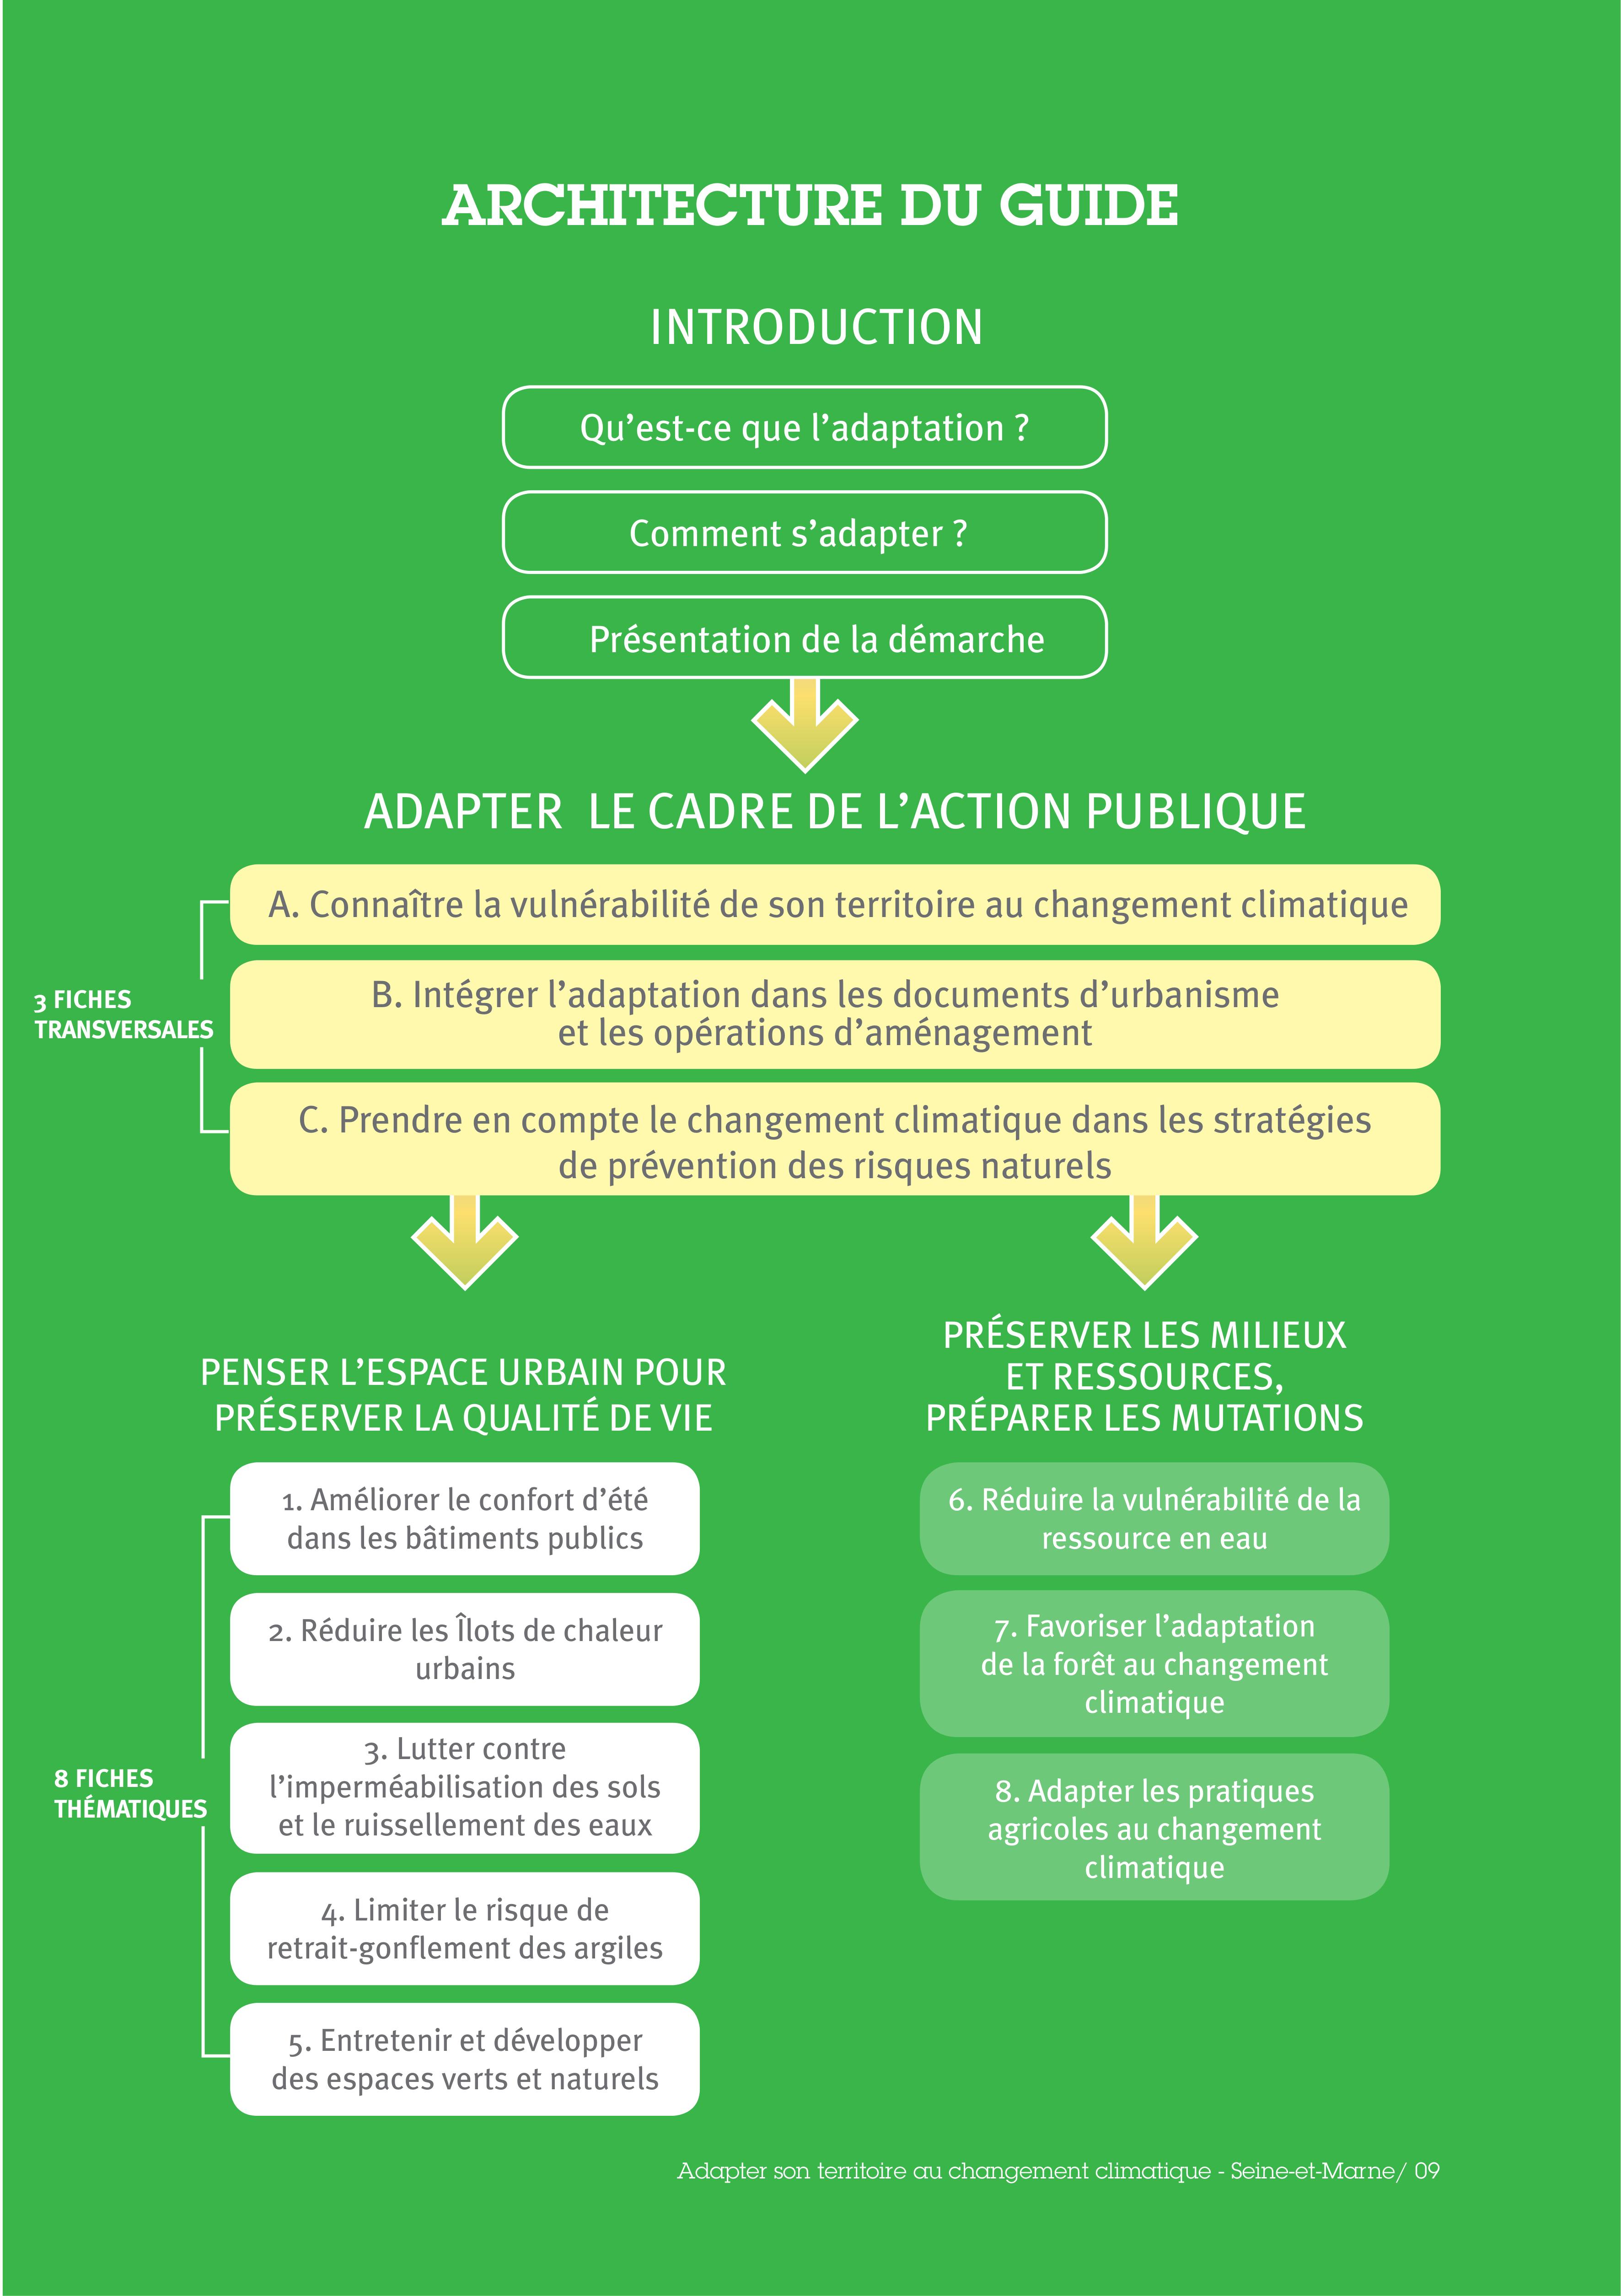 ARCHITECTURE DU GUIDE
INTRODUCTION
Qu’est-ce que l’adaptation ?
Comment s’adapter ?
Présentation de la démarche
ADAPTER LE CADRE DE L’ACTION PUBLIQUE
3 FICHES
TRANSVERSALES
A. Connaître la vulnérabilité de son territoire au changement climatique
B. Intégrer l’adaptation dans les documents d’urbanisme
et les opérations d’aménagement
C. Prendre en compte le changement climatique dans les stratégies
de prévention des risques naturels
PENSER L’ESPACE URBAIN POUR
PRÉSERVER LA QUALITÉ DE VIE
8 FICHES
THÉMATIQUES
1. Améliorer le confort d’été
dans les bâtiments publics
2. Réduire les Îlots de chaleur
urbains
3. Lutter contre
l’imperméabilisation des sols
et le ruissellement des eaux
4. Limiter le risque de
retrait-gonflement des argiles
5. Entretenir et développer
des espaces verts et naturels
PRÉSERVER LES MILIEUX
ET RESSOURCES,
PRÉPARER LES MUTATIONS
6. Réduire la vulnérabilité de la
ressource en eau
7. Favoriser l’adaptation
de la forêt au changement
climatique
8. Adapter les pratiques
agricoles au changement
climatique
Adapter son territoire au changement climatique - Seine-et-Marne/ 09